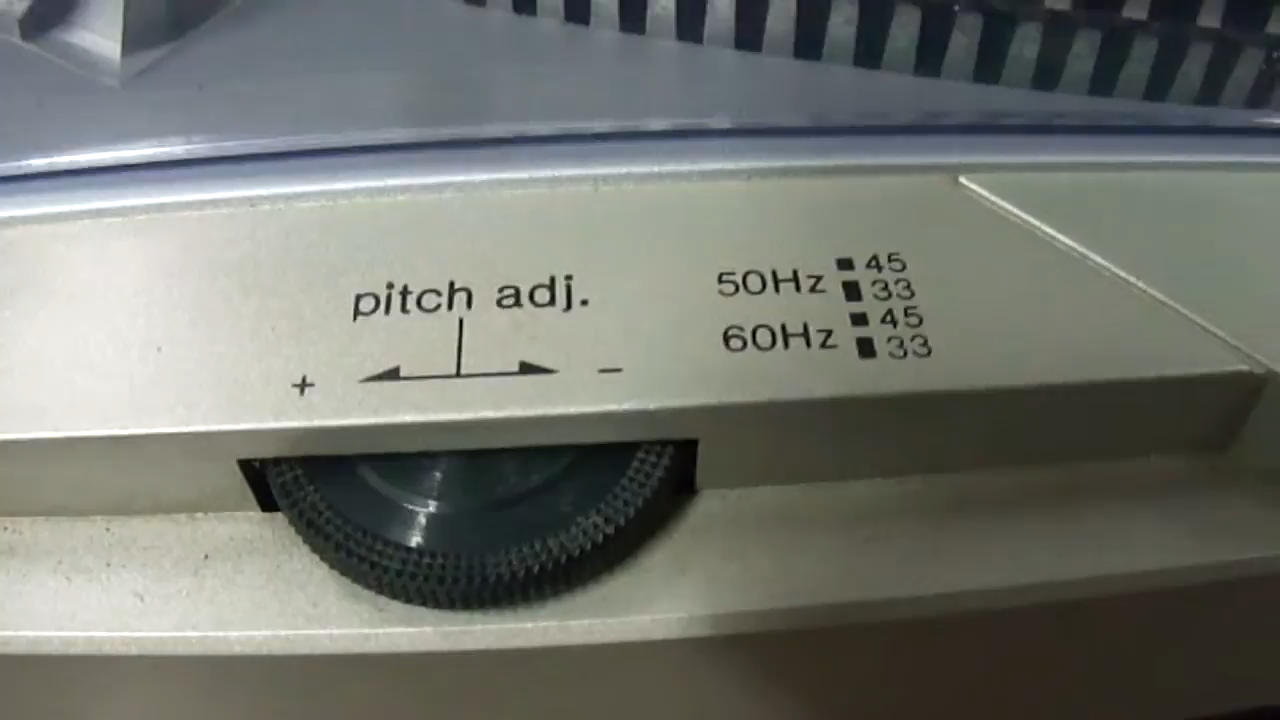 pitch adj.
+ −
50Hz 45
33
60Hz 45
33